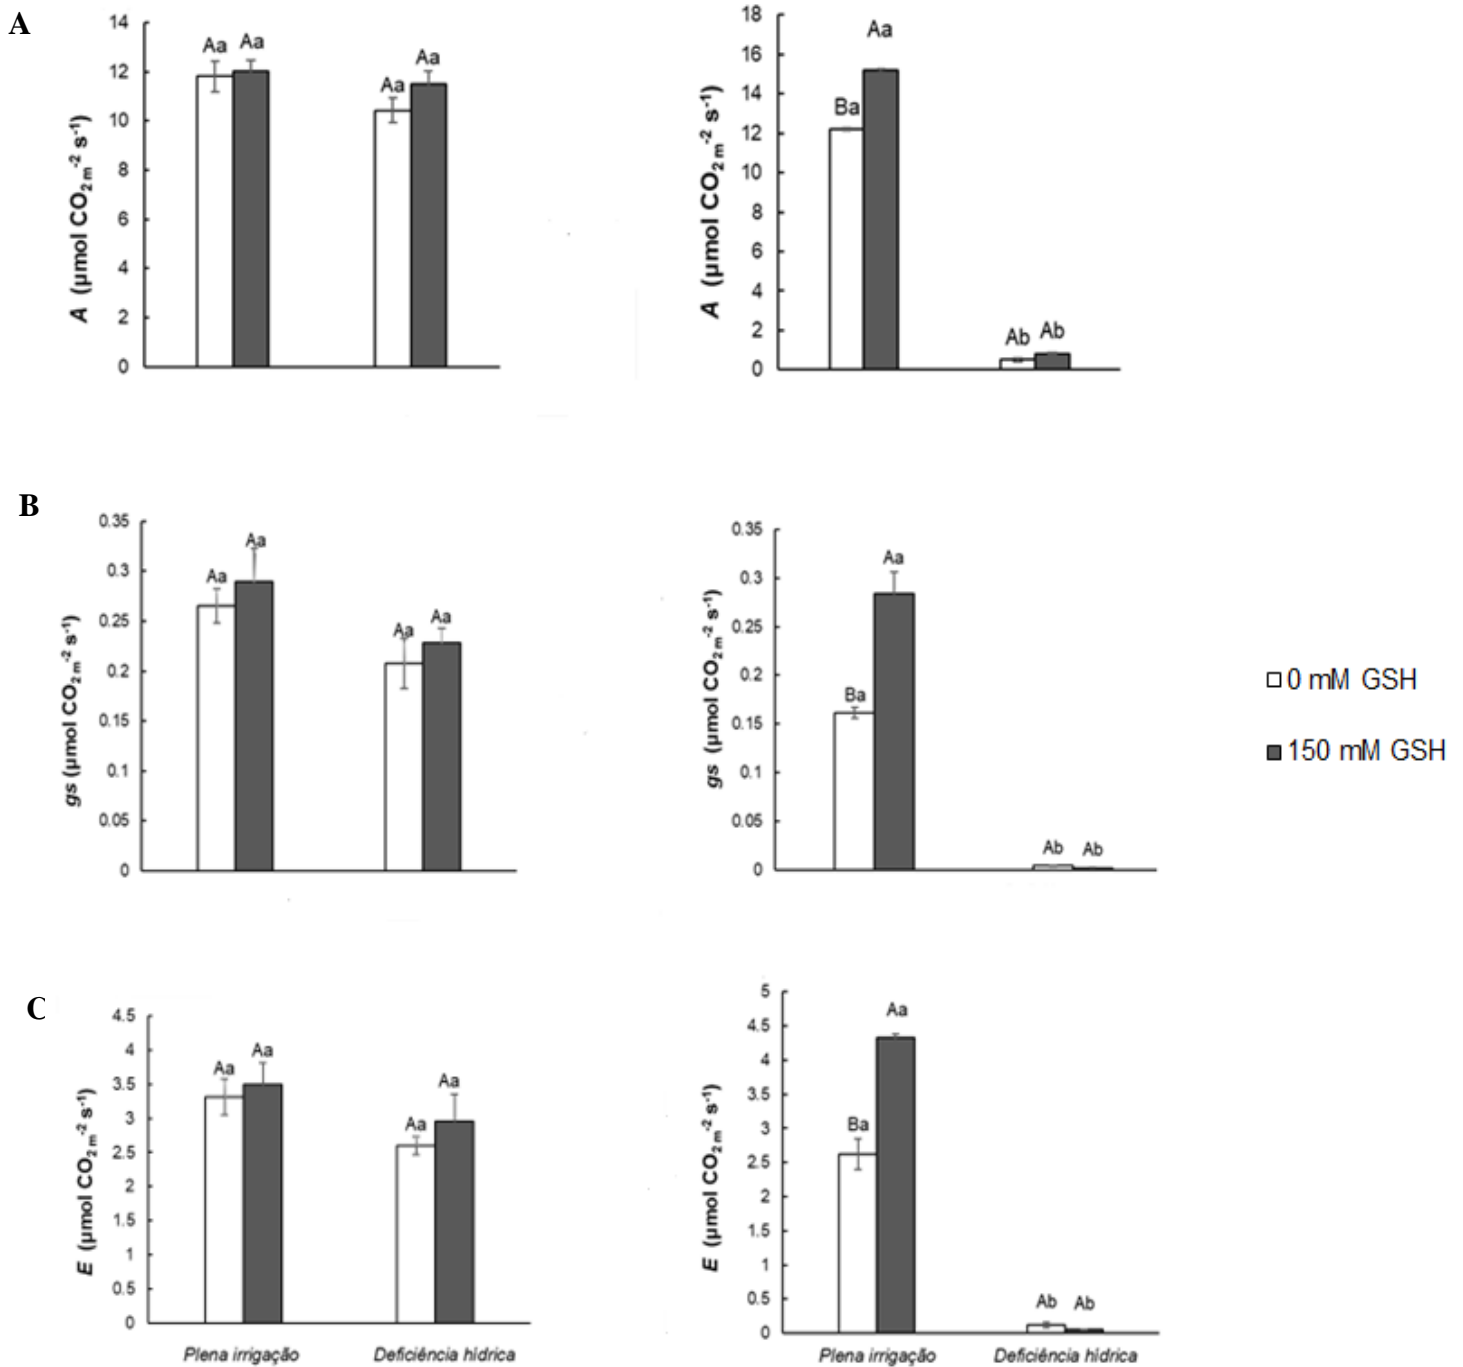 A
14
12
10
8
6
4
2
0
A (µmol CO2 m-2 s-1)
Aa Aa
Aa Aa
18
16
14
12
10
8
6
4
2
0
A (µmol CO2 m-2 s-1)
Ba Aa
Ab Ab
B
0.35
0.3
0.25
0.2
0.15
0.1
0.05
0
gs (µmol CO2 m-2 s-1)
Aa Aa
Aa Aa
0.35
0.3
0.25
0.2
0.15
0.1
0.05
0
gs (µmol CO2 m-2 s-1)
Ba Aa
Ab Ab
0 mM GSH
150 mM GSH
C
4.5
4
3.5
3
2.5
2
1.5
1
0.5
0
E (µmol CO2 m-2 s-1)
Aa Aa
Aa Aa
Plena irrigação Deficiência hídrica
5
4.5
4
3.5
3
2.5
2
1.5
1
0.5
0
E (µmol CO2 m-2 s-1)
Ba Aa
Ab Ab
Plena irrigação Deficiência hídrica